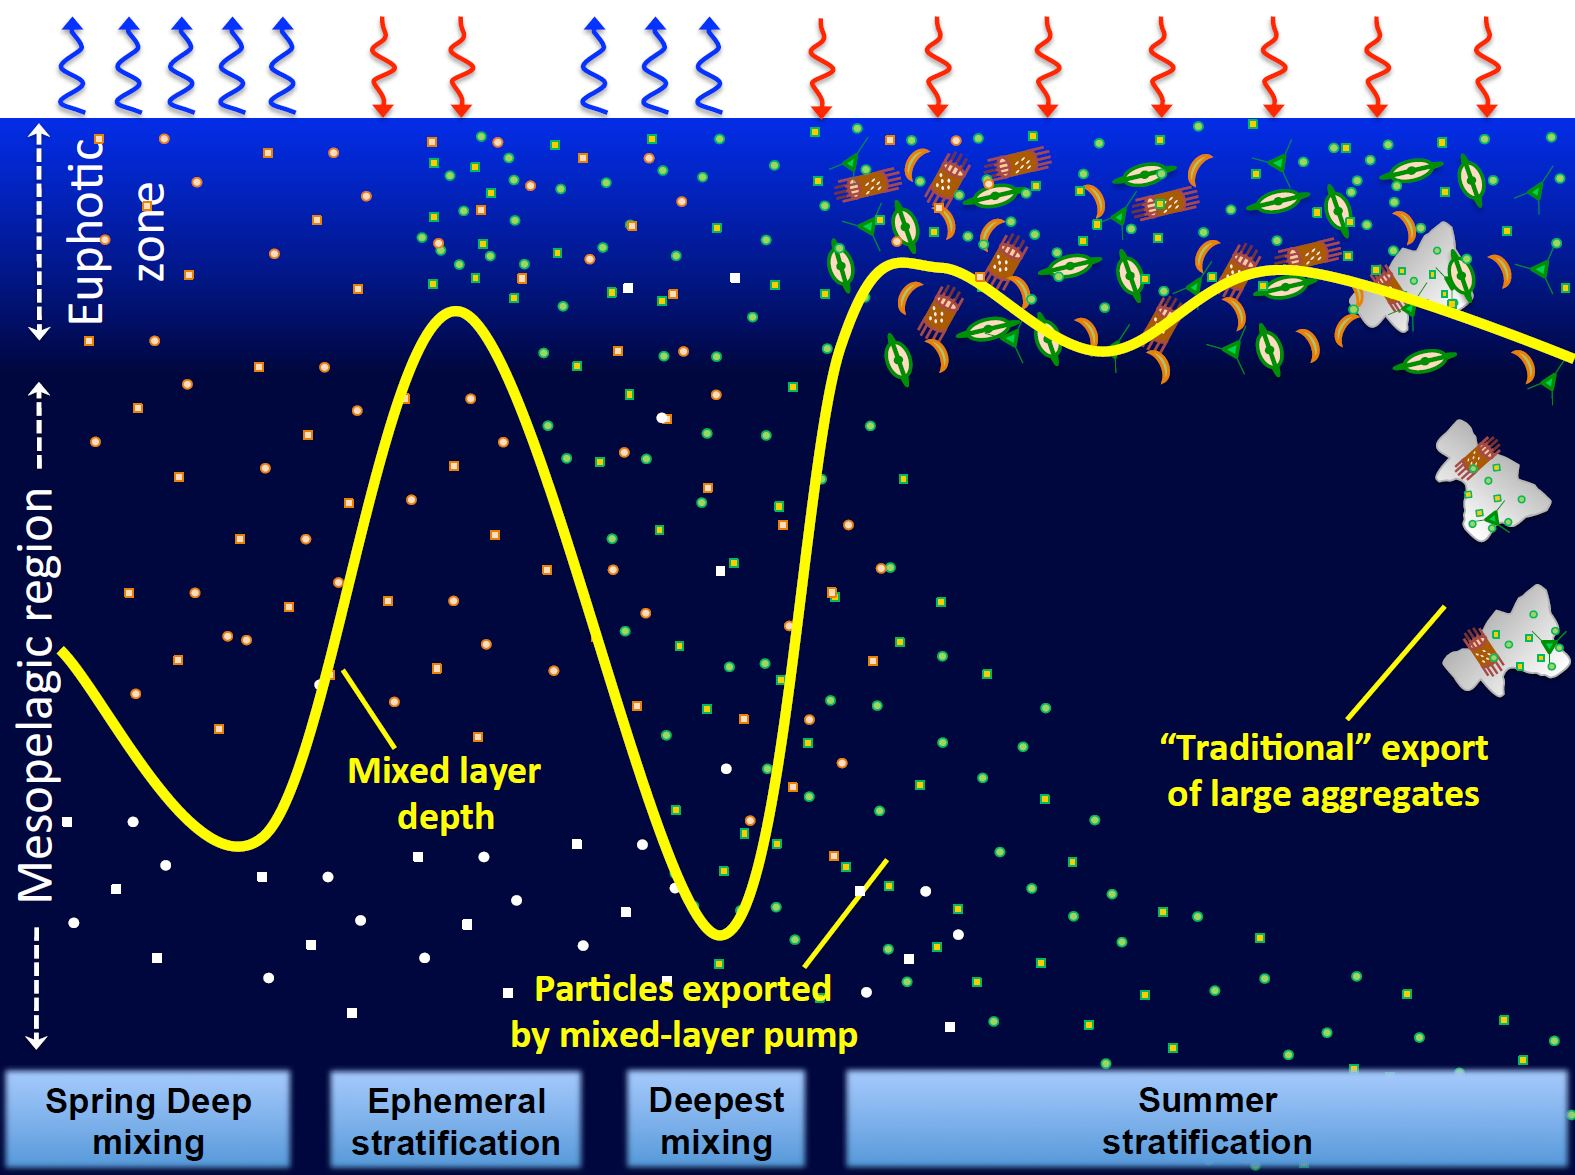 Euphotic
zone
Mesopelagic region
Mixed layer
depth
Particles exported
by mixed-layer pump
“Traditional” export
of large aggregates
Spring Deep
mixing
Ephemeral
stratification
Deepest
mixing
Summer
stratification